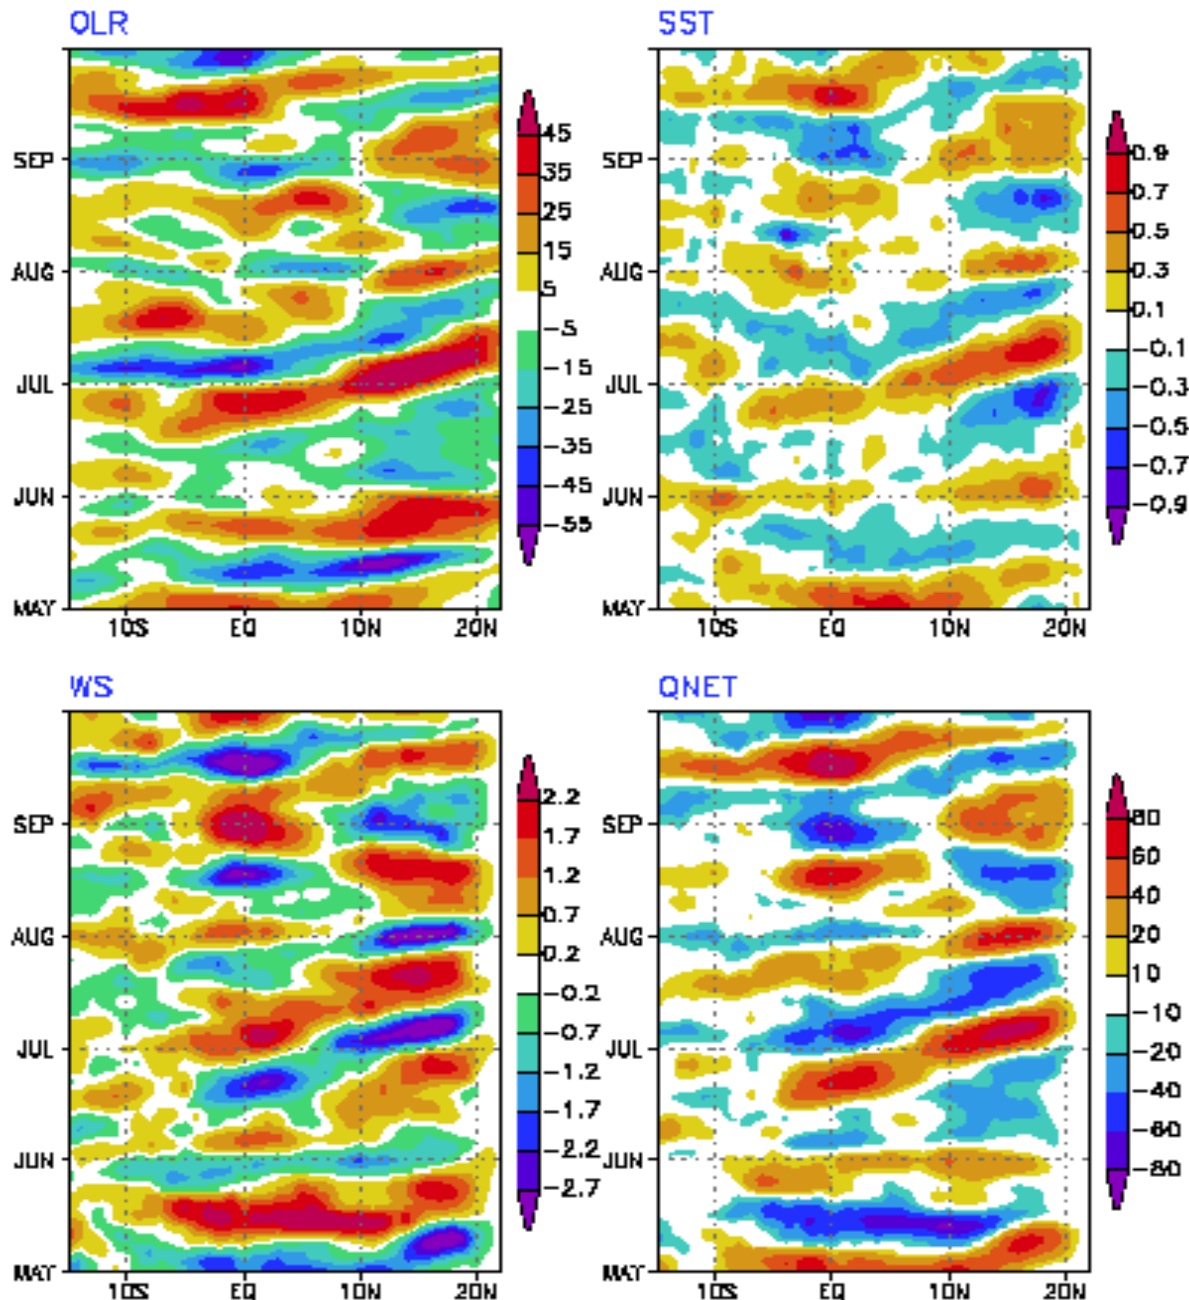 OLR
SEP
AUG
JUL
JUN
MAY
10S EQ 10N 20N
45
35
25
15
5
-5
-15
-25
-35
-45
-55
SST
SEP
AUG
JUL
JUN
MAY
10S EQ 10N 20N
0.9
0.7
0.5
0.3
0.1
-0.1
-0.3
-0.5
-0.7
-0.9
WS
SEP
AUG
JUL
JUN
MAY
10S EQ 10N 20N
2.2
1.7
1.2
0.7
0.2
-0.2
-0.7
-1.2
-1.7
-2.2
-2.7
QNET
SEP
AUG
JUL
JUN
MAY
10S EQ 10N 20N
80
60
40
20
10
-10
-20
-40
-60
-80